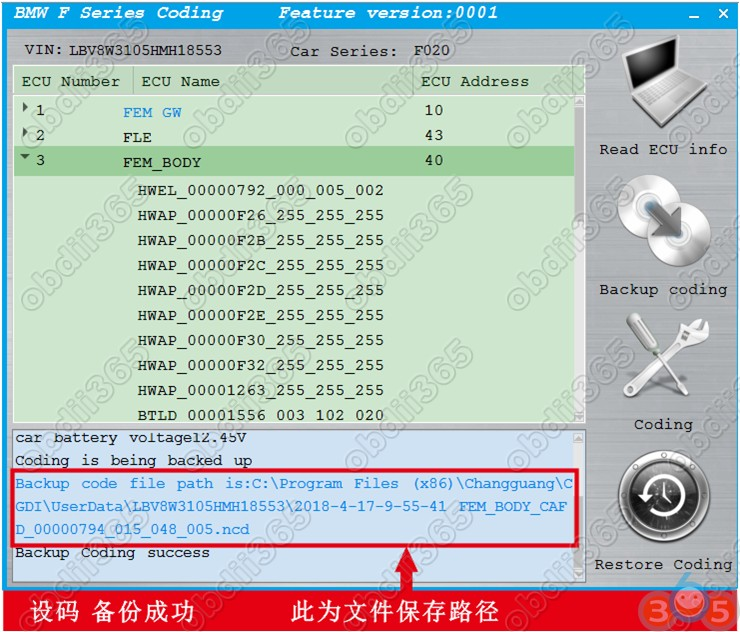 BMW F Series Coding Feature version:0001
VIN: LBV8W3105HMH18553 Car Series: F020
ECU Number ECU Name ECU Address
1 FEM GW 10
2 FLE 43
3 FEM_BODY 40
HWEL_00000792_000_005_002
HWAP_00000F26_255_255_255
HWAP_00000F2B_255_255_255
HWAP_00000F2C_255_255_255
HWAP_00000F2D_255_255_255
HWAP_00000F2E_255_255_255
HWAP_00000F30_255_255_255
HWAP_00000F32_255_255_255
HWAP_00001263_255_255_255
BTLD_00001556_003_102_020
Read ECU info
Backup coding
Coding
Restore Coding
car battery voltage12.45V
Coding is being backed up
Backup code file path is:C:\Program Files (x86)\Changguang\C
GDI\UserData\LBV8W3105HMH18553\2018-4-17-9-55-41 FEM_BODY_CAF
D_00000794_015_048_005.ncd
Backup Coding success
设码 备份成功 此为文件保存路径
365
obdii365